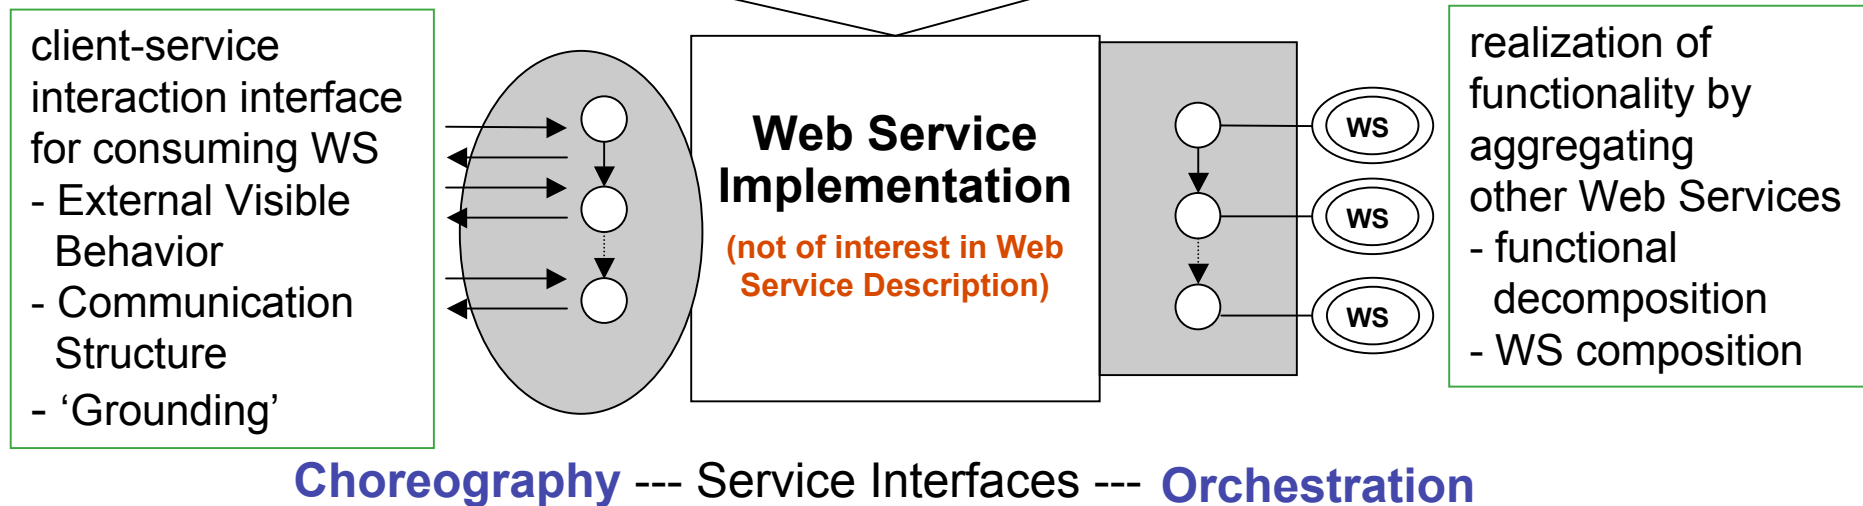 client-service
interaction interface
for consuming WS
- External Visible
Behavior
- Communication
Structure
- ‘Grounding’
Web Service
Implementation
(not of interest in Web
Service Description)
WS
WS
WS
realization of
functionality by
aggregating
other Web Services
- functional
decomposition
- WS composition
Choreography --- Service Interfaces --- Orchestration